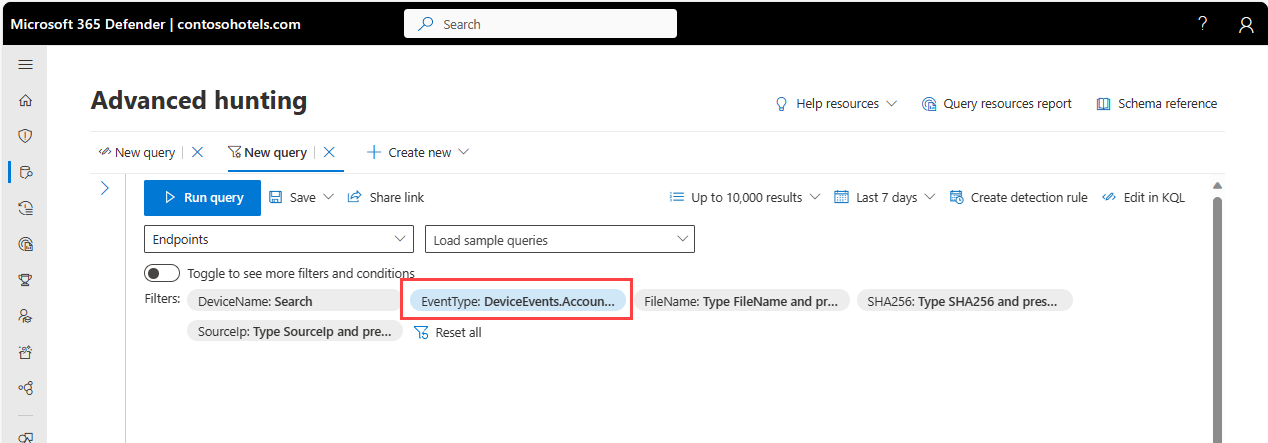 Microsoft 365 Defender | contosohotels.com
Search
?
Advanced hunting
Help resources
Query resources report
Schema reference
New query
New query
Create new
Run query
Save
Share link
Up to 10,000 results
Last 7 days
Create detection rule
Edit in KQL
Endpoints
Load sample queries
Toggle to see more filters and conditions
Filters:
DeviceName: Search
EventType: DeviceEvents.Accoun...
FileName: Type FileName and pr...
SHA256: Type SHA256 and pres...
SourceIp: Type SourceIp and pre...
Reset all